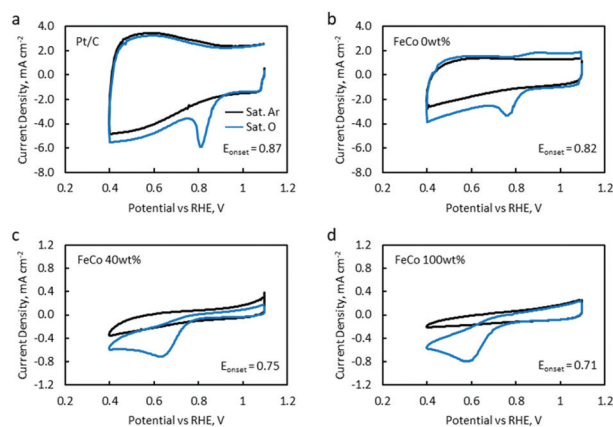 a
Pt/C
4.0
2.0
0.0
-2.0
-4.0
-6.0
-8.0
Current Density, mA cm⁻²
Sat. Ar
Sat. O
Eonset = 0.87
0.2 0.4 0.6 0.8 1 1.2
Potential vs RHE, V
b
FeCo 0wt%
4.0
2.0
0.0
-2.0
-4.0
-6.0
-8.0
Current Density, mA cm⁻²
Eonset = 0.82
0.2 0.4 0.6 0.8 1 1.2
Potential vs RHE, V
c
FeCo 40wt%
1.2
0.8
0.4
0.0
-0.4
-0.8
-1.2
Current Density, mA cm⁻²
Eonset = 0.75
0.2 0.4 0.6 0.8 1 1.2
Potential vs RHE, V
d
FeCo 100wt%
1.2
0.8
0.4
0.0
-0.4
-0.8
-1.2
Current Density, mA cm⁻²
Eonset = 0.71
0.2 0.4 0.6 0.8 1 1.2
Potential vs RHE, V